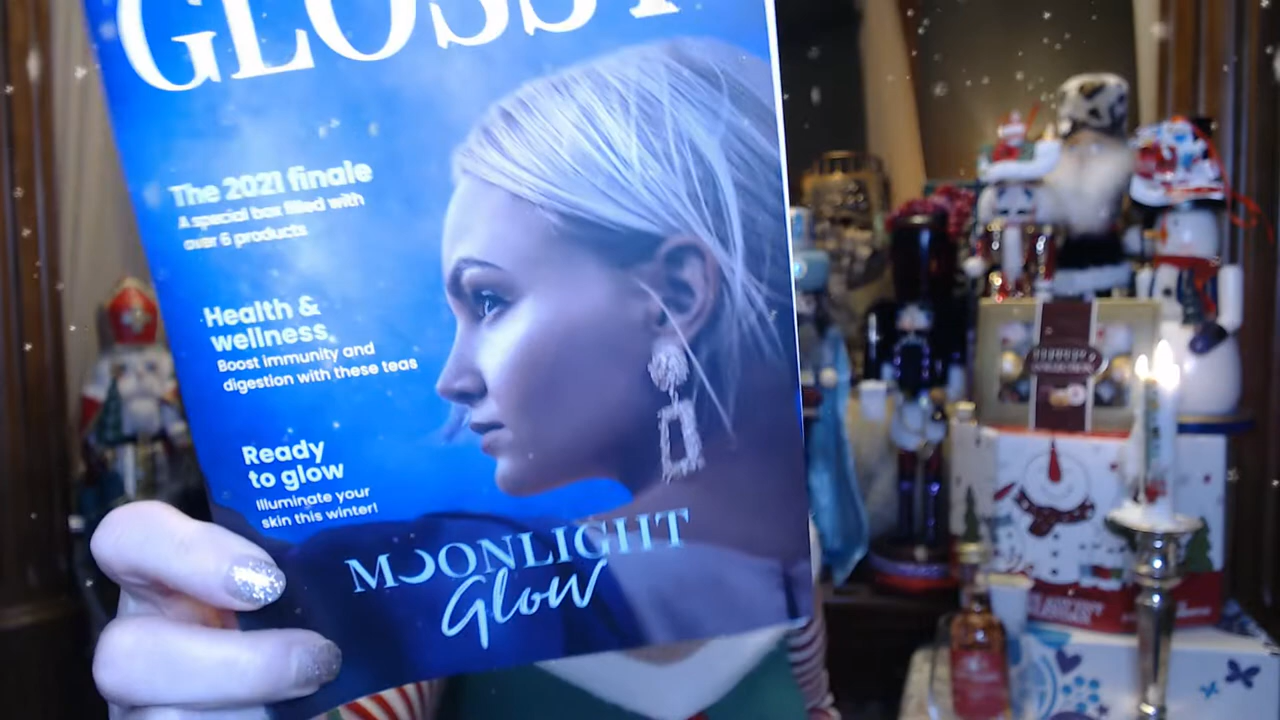 GLOSSY
The 2021 finale
A special box filled with
over 6 products
Health &
wellness
Boost immunity and
digestion with these teas
Ready
to glow
Illuminate your
skin this winter!
MOONLIGHT
Glow